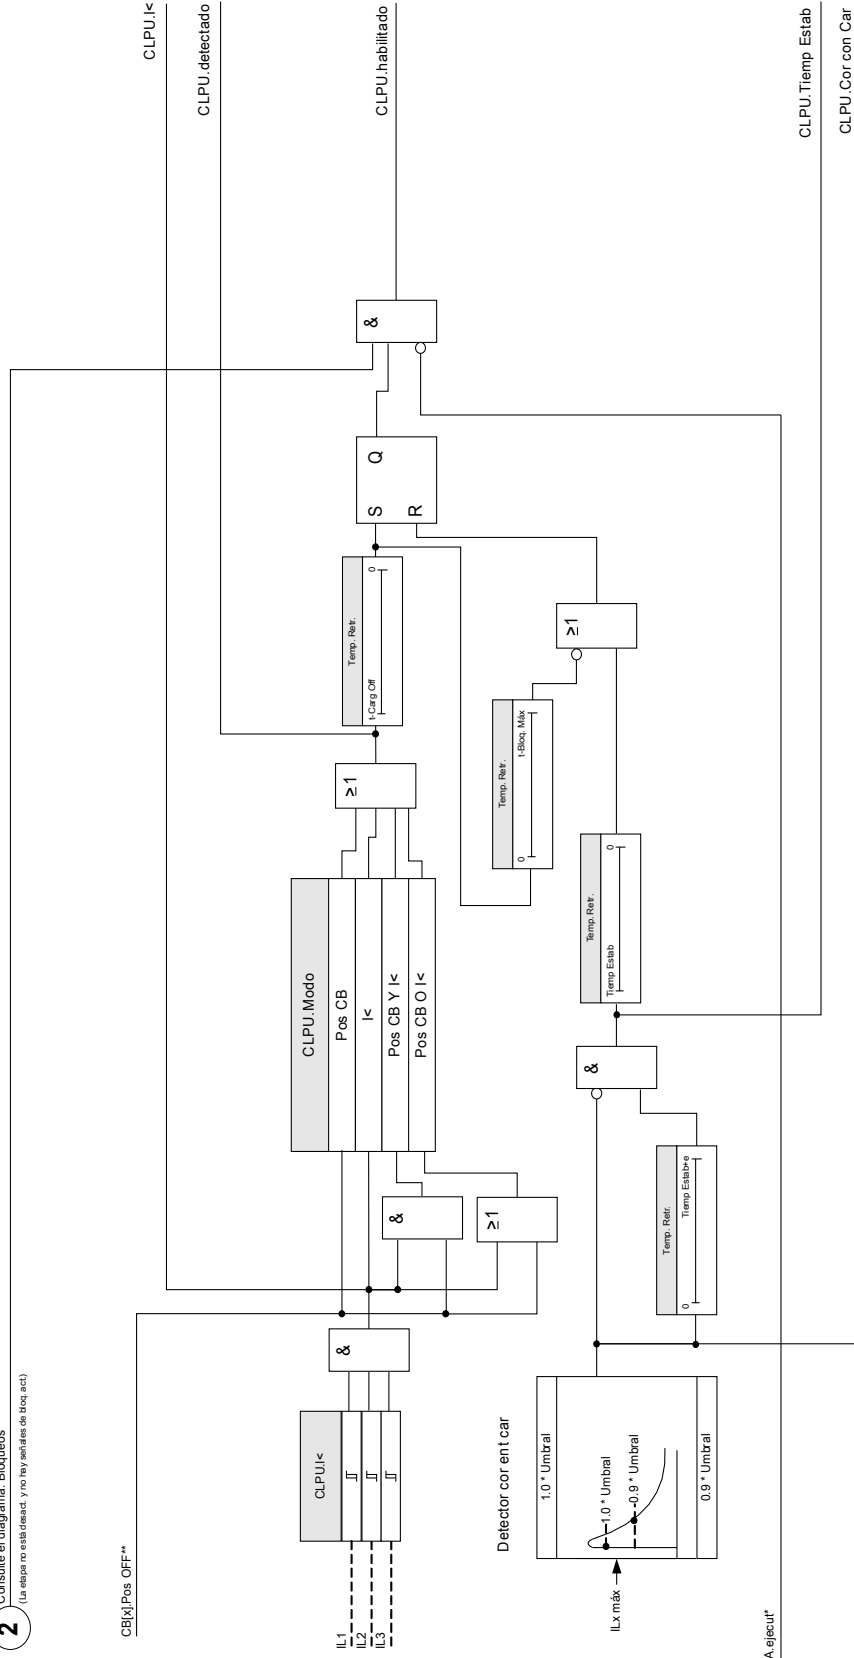 2
Consulte el diagrama: Bloqueos
(La etapa no está desact. y no hay señales de bloq. act.)
CB[x].Pos OFF**
IL1
IL2
IL3
CLPU.I<
&
CLPU.Modo
Pos CB
I<
Pos CB Y I<
Pos CB O I<
&
≥1
≥1
Temp. Retr.
t-Carg Off
0
S
Q
R
&
CLPU.I<
CLPU.detectado
CLPU.habilitado
Temp. Retr.
0
t-Bloq. Máx
≥1
Detector cor ent car
ILx máx
1.0 * Umbral
1.0 * Umbral
0.9 * Umbral
0.9 * Umbral
Temp. Retr.
0
Tiemp Estab+e
&
Temp. Retr.
Tiemp Estab
0
CLPU.Tiemp Estab
CLPU.Cor con Car
A.ejecut*